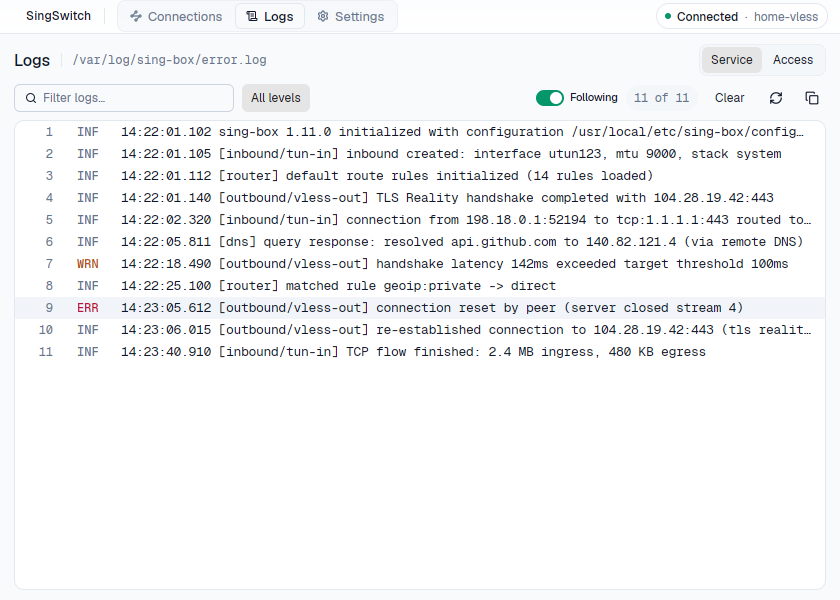 SingSwitch
Connections
Logs
Settings
Connected · home-vless
Logs
/var/log/sing-box/error.log
Service
Access
Filter logs…
All levels
Following
11 of 11
Clear
1 INF 14:22:01.102 sing-box 1.11.0 initialized with configuration /usr/local/etc/sing-box/config…
2 INF 14:22:01.105 [inbound/tun-in] inbound created: interface utun123, mtu 9000, stack system
3 INF 14:22:01.112 [router] default route rules initialized (14 rules loaded)
4 INF 14:22:01.140 [outbound/vless-out] TLS Reality handshake completed with 104.28.19.42:443
5 INF 14:22:02.320 [inbound/tun-in] connection from 198.18.0.1:52194 to tcp:1.1.1.1:443 routed to…
6 INF 14:22:05.811 [dns] query response: resolved api.github.com to 140.82.121.4 (via remote DNS)
7 WRN 14:22:18.490 [outbound/vless-out] handshake latency 142ms exceeded target threshold 100ms
8 INF 14:22:25.100 [router] matched rule geoip:private -> direct
9 ERR 14:23:05.612 [outbound/vless-out] connection reset by peer (server closed stream 4)
10 INF 14:23:06.015 [outbound/vless-out] re-established connection to 104.28.19.42:443 (tls realit…
11 INF 14:23:40.910 [inbound/tun-in] TCP flow finished: 2.4 MB ingress, 480 KB egress